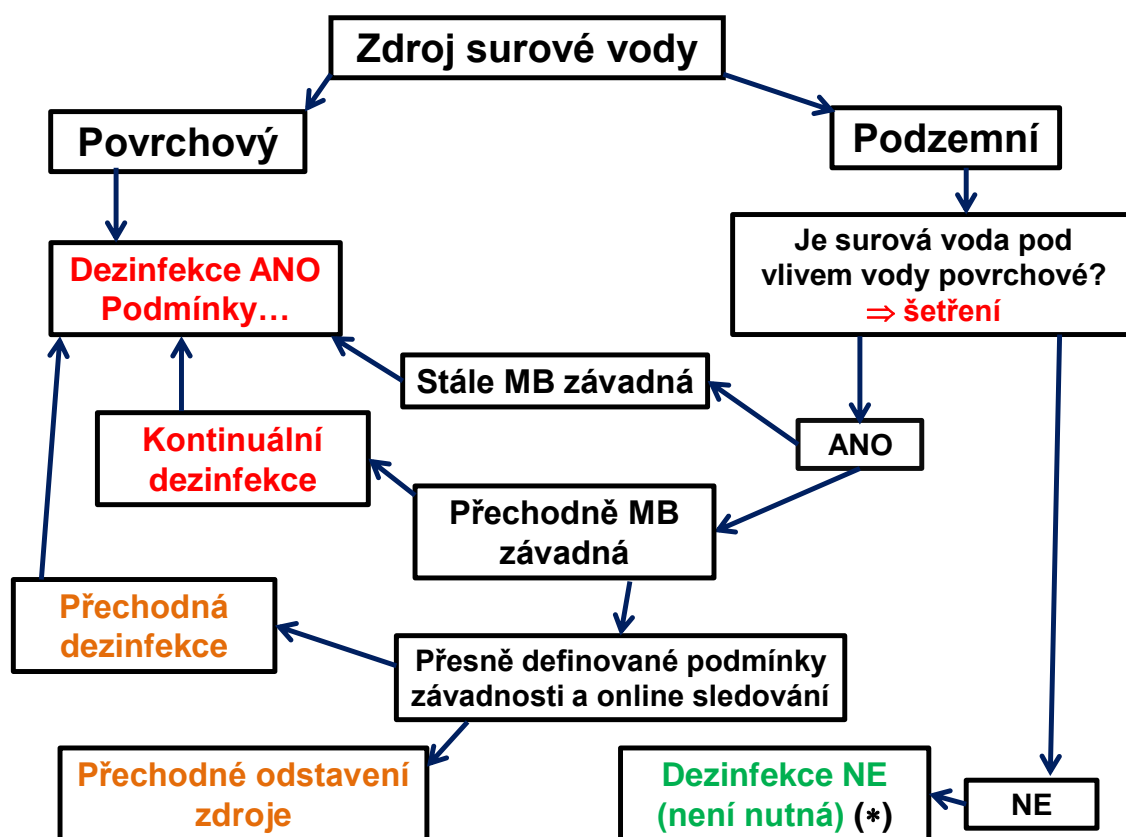 Zdroj surové vody
Povrchový
Podzemní
Je surová voda pod
vlivem vody povrchové?
⇒ šetření
Dezinfekce ANO
Podmínky…
Stále MB závadná
ANO
Kontinuální
dezinfekce
Přechodně MB
závadná
Přechodná
dezinfekce
Přesně definované podmínky
závadnosti a online sledování
Přechodné odstavení
zdroje
Dezinfekce NE
(není nutná) (*)
NE